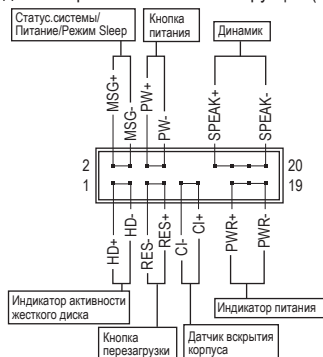 Статус.системы/
Питание/Режим Sleep
Кнопка
питания
Динамик
MSG+
MSG-
PW+
PW-
SPEAK+
SPEAK-
2
20
1
19
HD+
HD-
RES-
RES+
CI-
CI+
PWR+
PWR-
Индикатор активности
жесткого диска
Индикатор питания
Кнопка
перезагрузки
Датчик вскрытия
корпуса